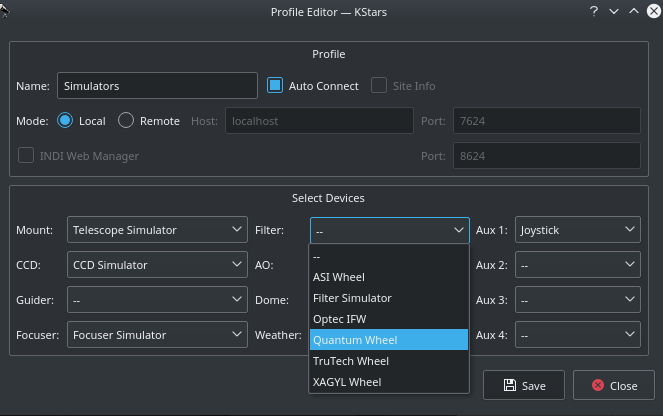 Profile Editor — KStars
Profile
Name: Simulators Auto Connect Site Info
Mode: Local Remote Host: localhost Port: 7624
INDI Web Manager Port: 8624
Select Devices
Mount: Telescope Simulator Filter: -- Aux 1: Joystick
CCD: CCD Simulator AO: Aux 2: --
Guider: -- Dome: Aux 3: --
Focuser: Focuser Simulator Weather: Aux 4: --
--
ASI Wheel
Filter Simulator
Optec IFW
Quantum Wheel
TruTech Wheel
XAGYL Wheel
Save Close